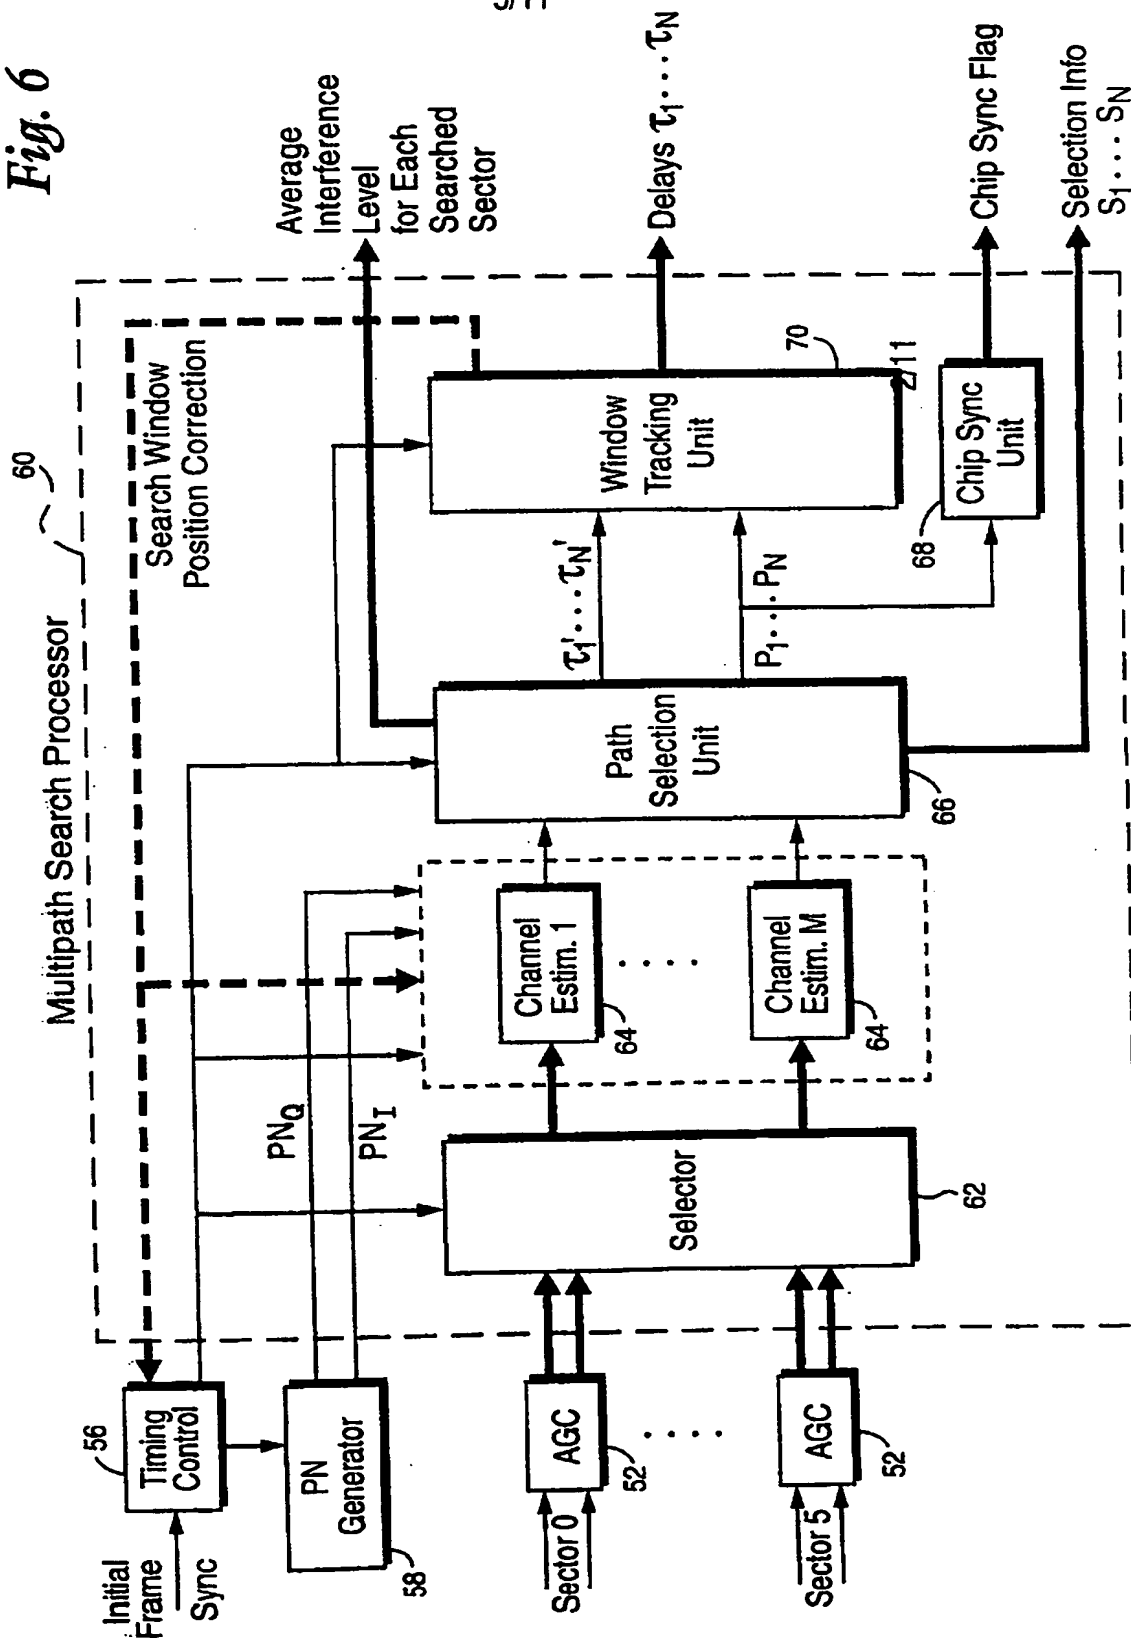 Fig. 6
Multipath Search Processor
60
Search Window
Position Correction
Average
Interference
Level
for Each
Searched
Sector
Initial
Frame
Sync
56
Timing
Control
PN
Generator
58
PNQ
PNI
Sector 0
AGC
52
Sector 5
AGC
52
Selector
62
Channel
Estim. 1
64
Channel
Estim. M
64
Path
Selection
Unit
66
τ1'....τN'
P1....PN
Window
Tracking
Unit
70
2/11
Delays τ1....τN
68
Chip Sync
Unit
Chip Sync Flag
Selection Info
S1....SN